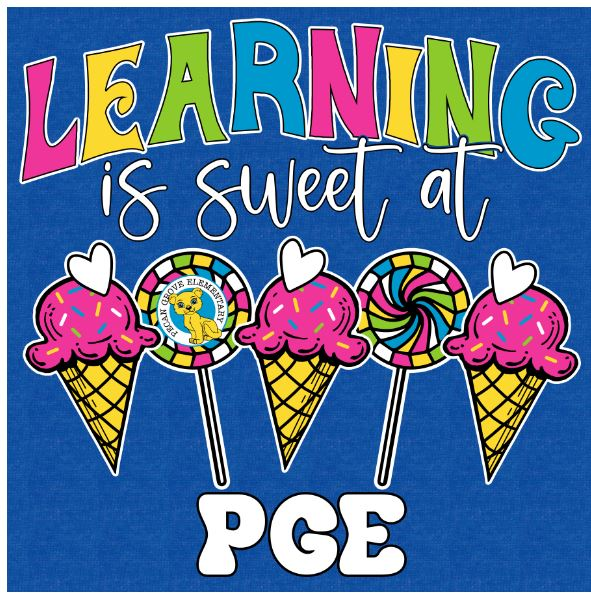 LEARNING
is sweet at
PECAN GROVE ELEMENTARY
PGE